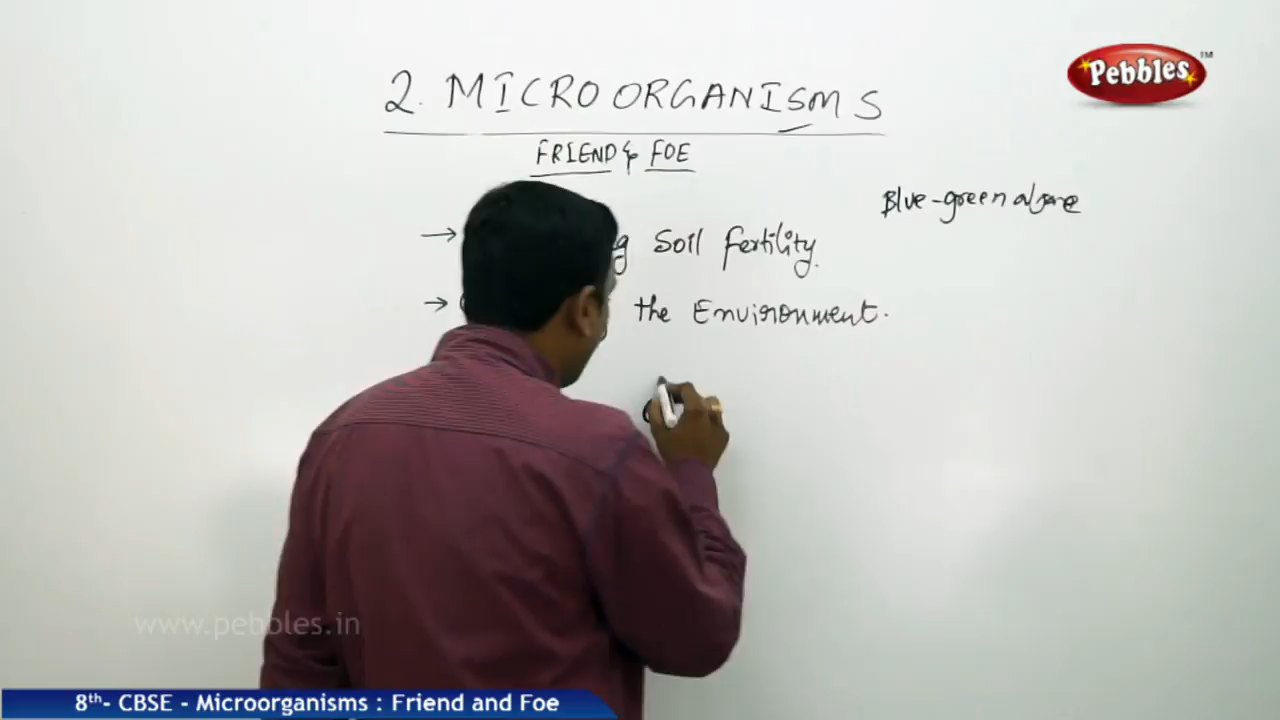 Pebbles™
2. MICROORGANISMS
FRIEND & FOE
Blue-green algae
→ Soil fertility.
→ the Environment.
www.pebbles.in
8th- CBSE - Microorganisms : Friend and Foe